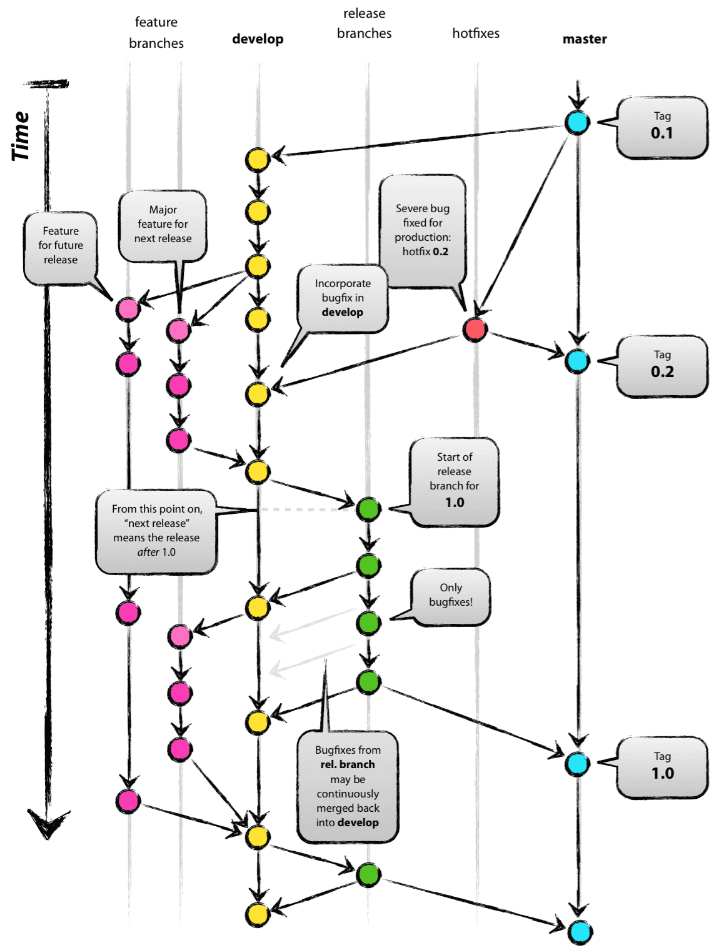 feature
branches
develop
release
branches
hotfixes
master
Time
Tag
0.1
Major
feature for
next release
Severe bug
fixed for
production:
hotfix 0.2
Feature
for future
release
Incorporate
bugfix in
develop
Tag
0.2
Start of
release
branch for
1.0
From this point on,
“next release”
means the release
after 1.0
Only
bugfixes!
Bugfixes from
rel. branch
may be
continuously
merged back
into develop
Tag
1.0